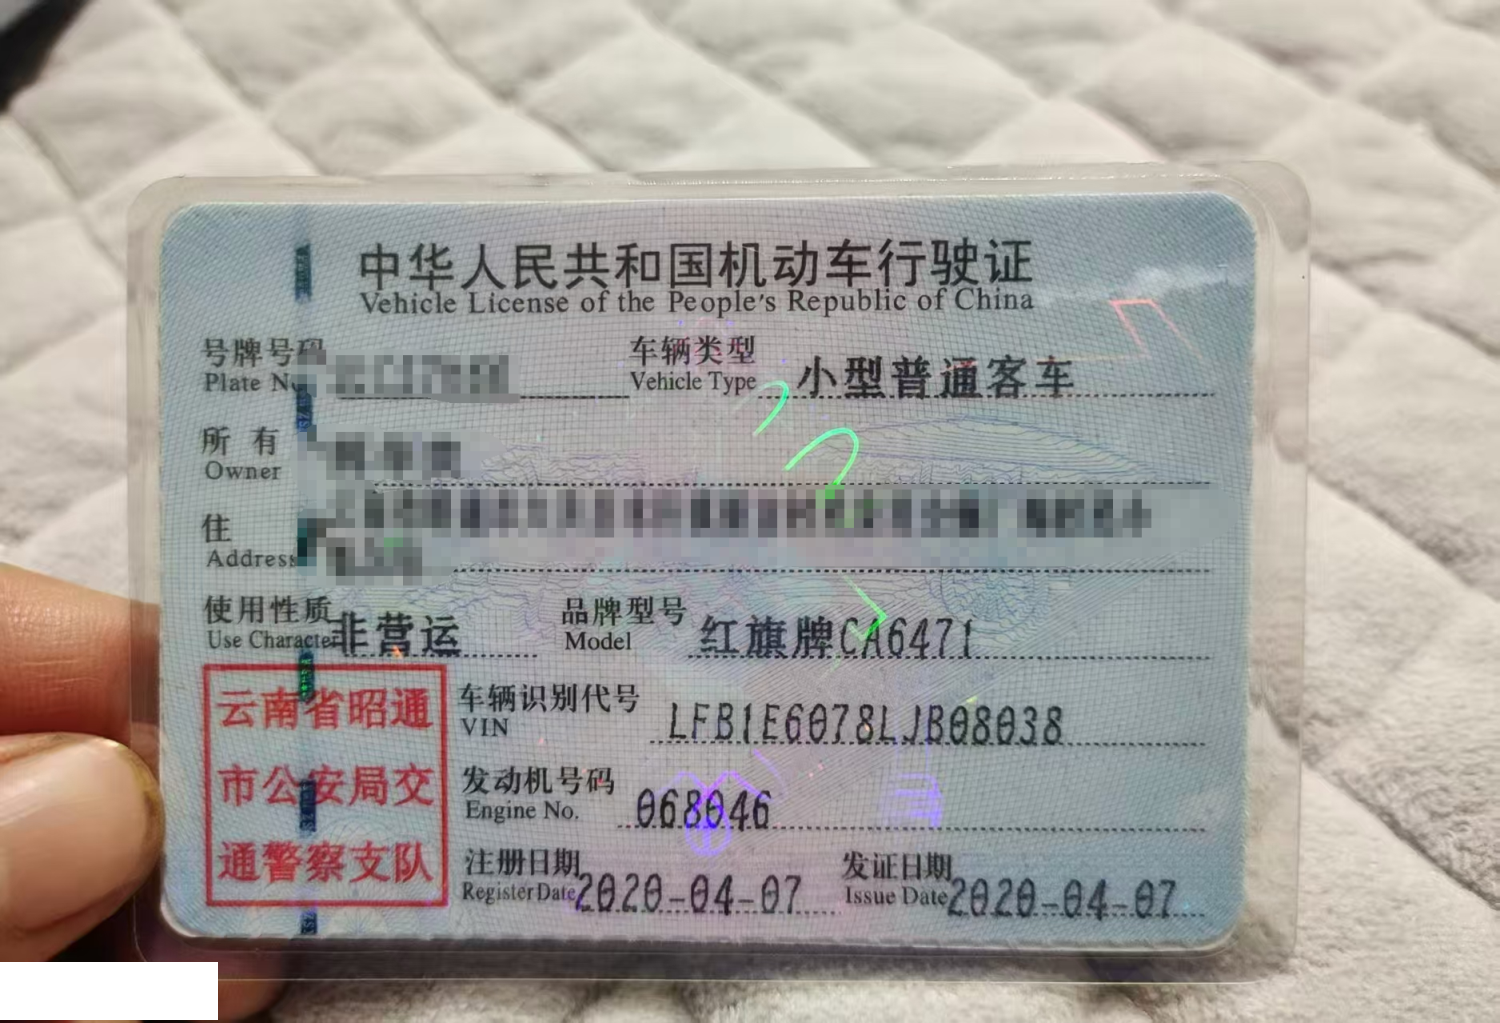 中华人民共和国机动车行驶证
Vehicle License of the People's Republic of China
号牌号码
Plate No
车辆类型
Vehicle Type
小型普通客车
所 有
Owner
住
Address
使用性质
Use Character
非营运
品牌型号
Model
红旗牌CA6471
云南省昭通
市公安局交
通警察支队
车辆识别代号
VIN
LFB1E6078LJB08038
发动机号码
Engine No.
068046
注册日期
Register Date
2020-04-07
发证日期
Issue Date
2020-04-07